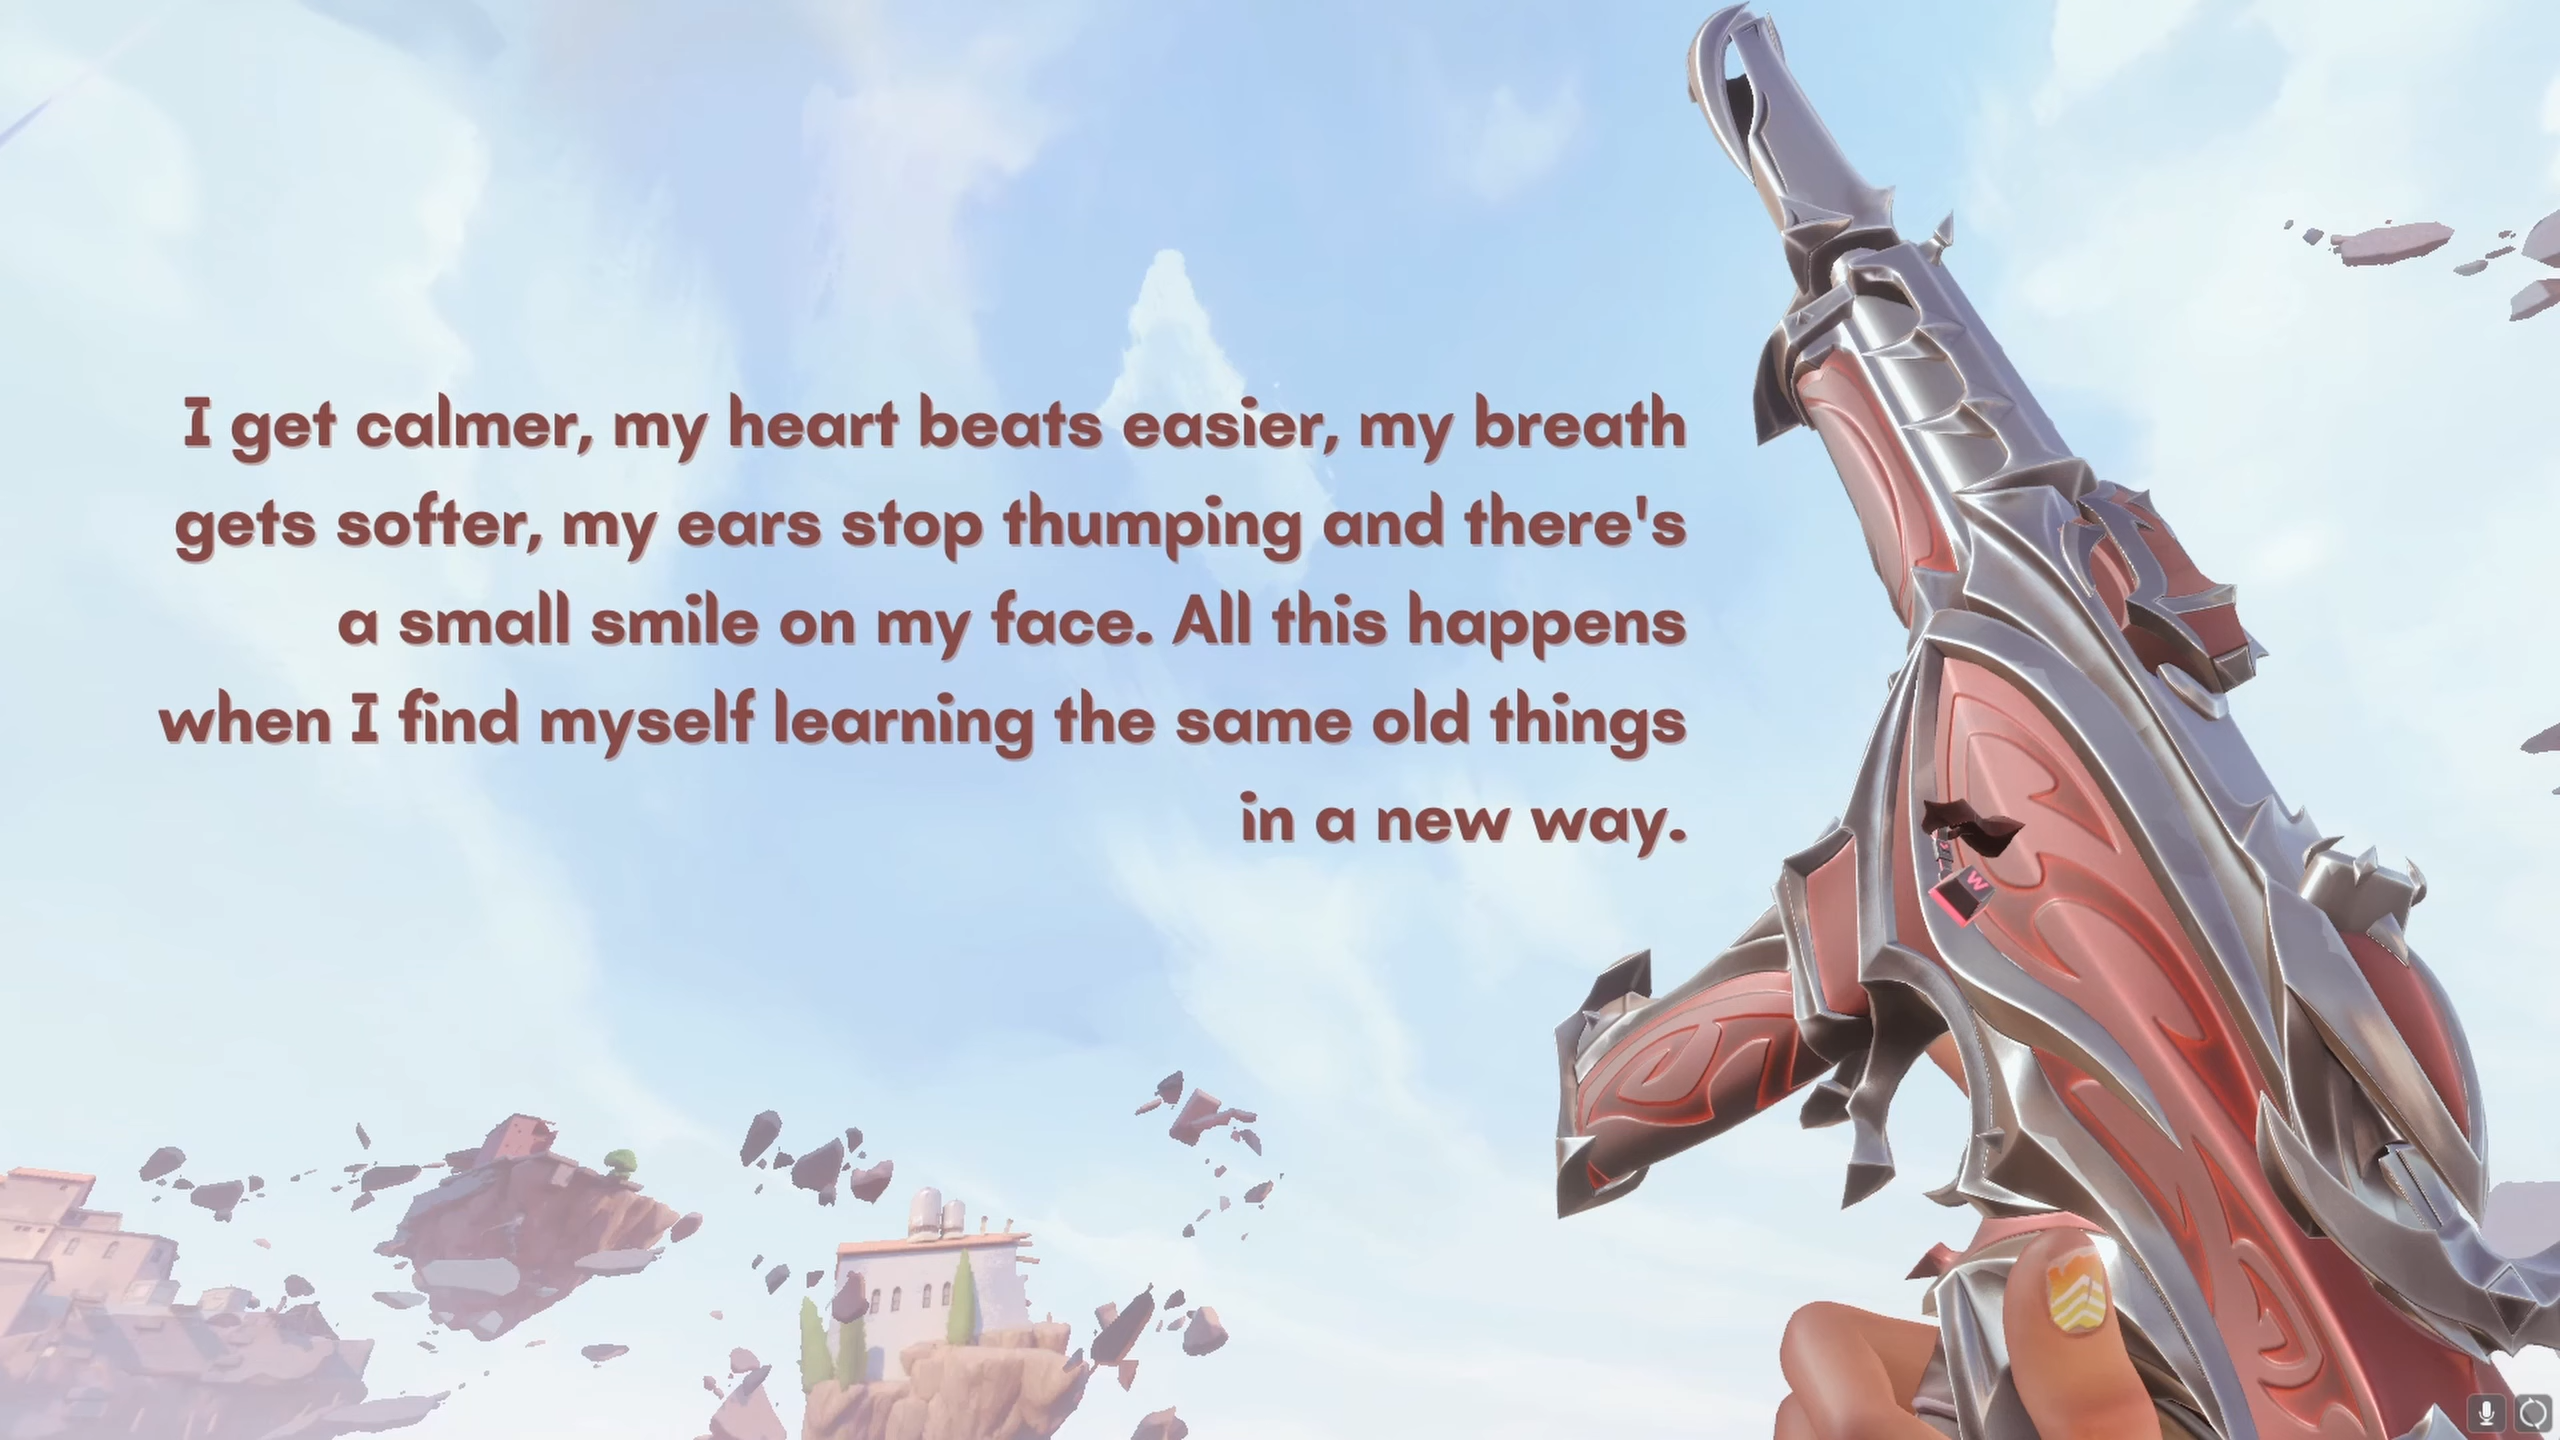 I get calmer, my heart beats easier, my breath
gets softer, my ears stop thumping and there's
a small smile on my face. All this happens
when I find myself learning the same old things
in a new way.
W